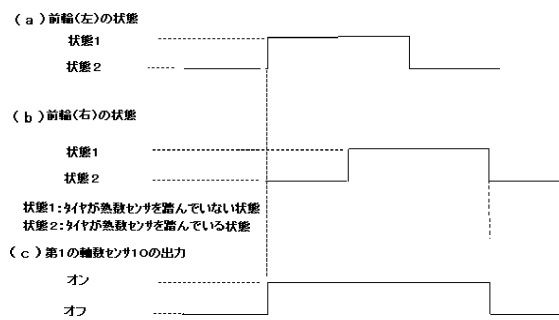 (a)前輪(左)の状態
状態1
状態2
(b)前輪(右)の状態
状態1
状態2
状態1:タイヤが熟数センサを踏んでいない状態
状態2:タイヤが熟数センサを踏んでいる状態
(c)第1の軸数センサ10の出力
オン
オフ